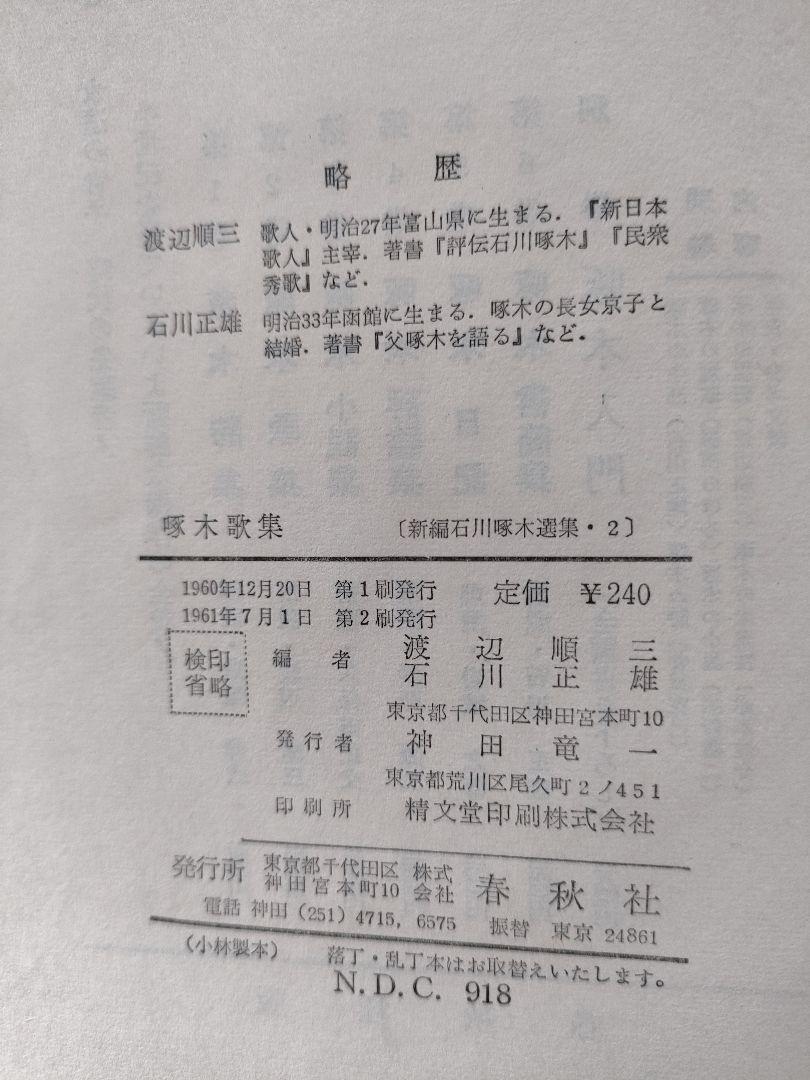 略歴
渡辺順三 歌人・明治27年富山県に生まる．『新日本
歌人』主宰．著書『評伝石川啄木』『民衆
秀歌』など．
石川正雄 明治33年函館に生まる．啄木の長女京子と
結婚．著書『父啄木を語る』など．
啄木歌集 〔新編石川啄木選集・2〕
1960年12月20日 第1刷発行 定価 ¥240
1961年7月1日 第2刷発行
検印
省略
編者 渡辺順三
石川正雄
東京都千代田区神田宮本町10
発行者 神田竜一
東京都荒川区尾久町2ノ451
印刷所 精文堂印刷株式会社
発行所 東京都千代田区神田宮本町10 株式会社 春秋社
電話 神田 (251) 4715, 6575 振替 東京 24861
(小林製本) 落丁・乱丁本はお取替えいたします。
N. D. C. 918